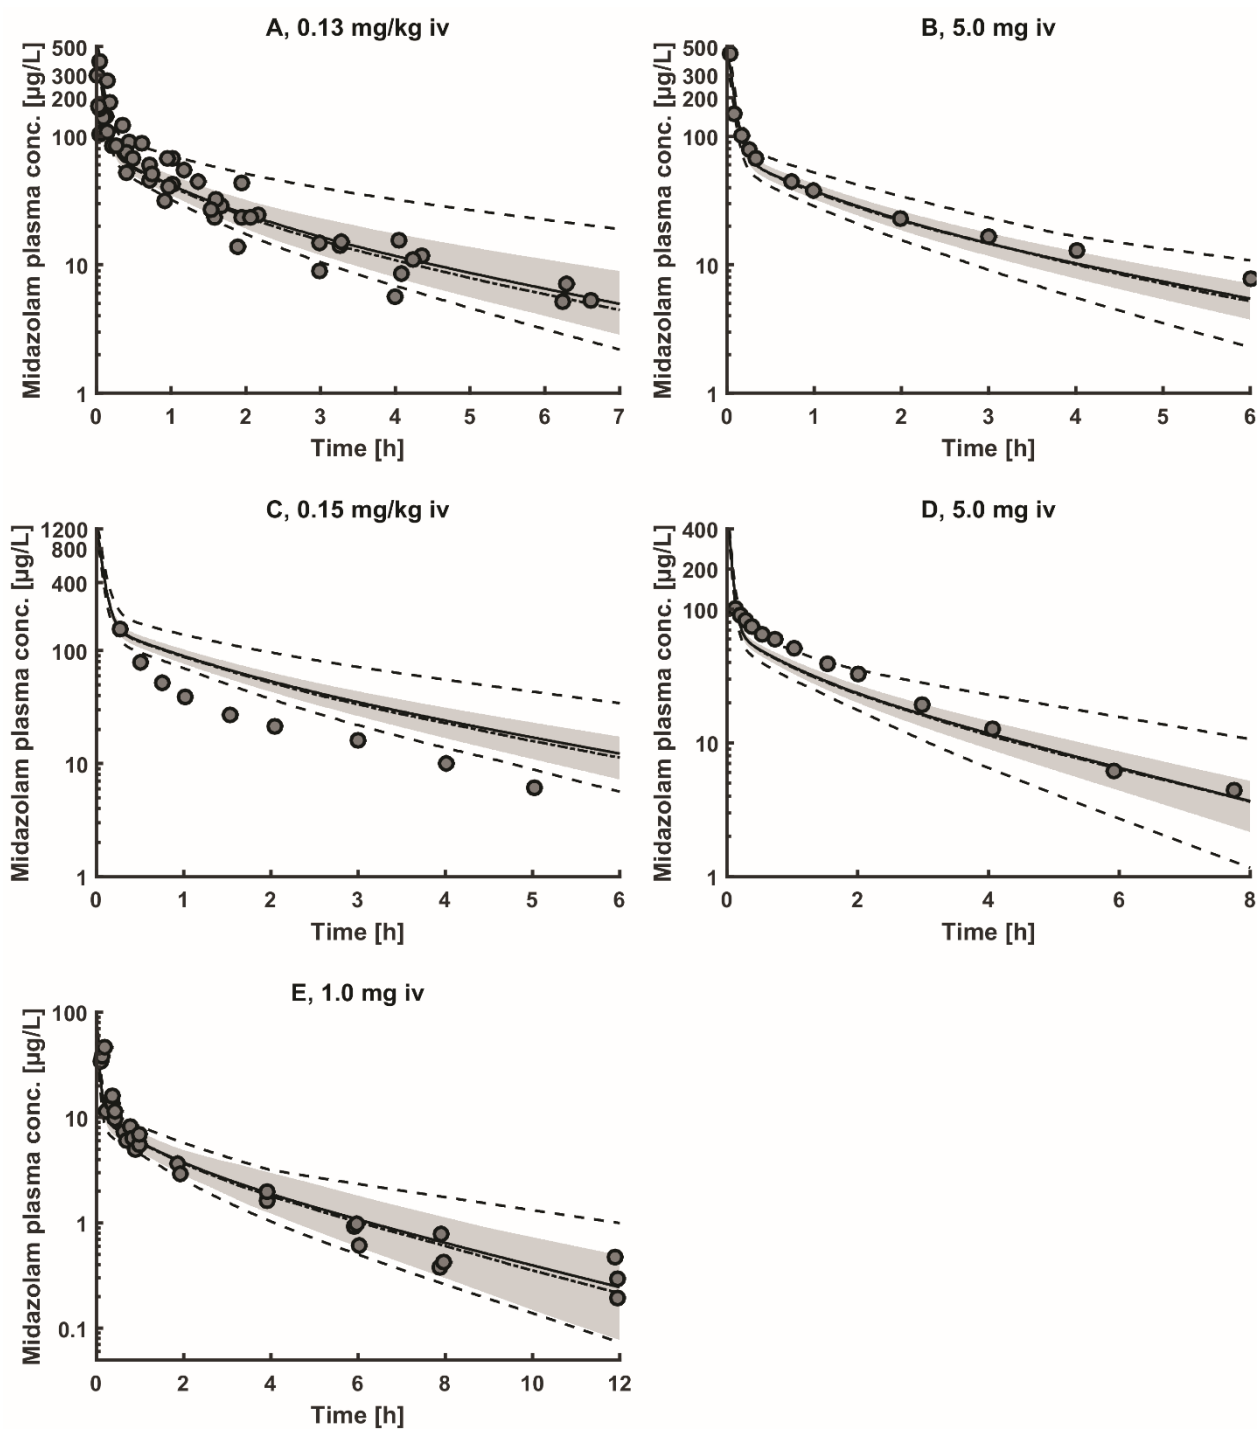 A, 0.13 mg/kg iv
Midazolam plasma conc. [µg/L]
500
300
200
100
10
1
0 1 2 3 4 5 6 7
Time [h]
B, 5.0 mg iv
Midazolam plasma conc. [µg/L]
500
300
200
100
10
1
0 1 2 3 4 5 6
Time [h]
C, 0.15 mg/kg iv
Midazolam plasma conc. [µg/L]
1200
800
400
100
10
1
0 1 2 3 4 5 6
Time [h]
D, 5.0 mg iv
Midazolam plasma conc. [µg/L]
400
200
100
10
1
0 2 4 6 8
Time [h]
E, 1.0 mg iv
Midazolam plasma conc. [µg/L]
100
10
1
0.1
0 2 4 6 8 10 12
Time [h]